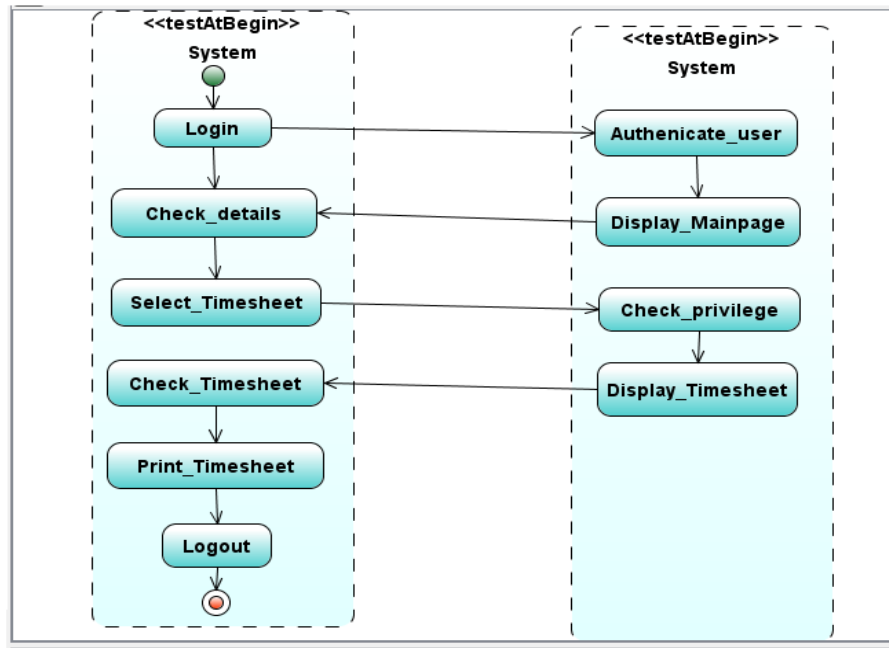 <<testAtBegin>>
System
Login
Check_details
Select_Timesheet
Check_Timesheet
Print_Timesheet
Logout
<<testAtBegin>>
System
Authenicate_user
Display_Mainpage
Check_privilege
Display_Timesheet